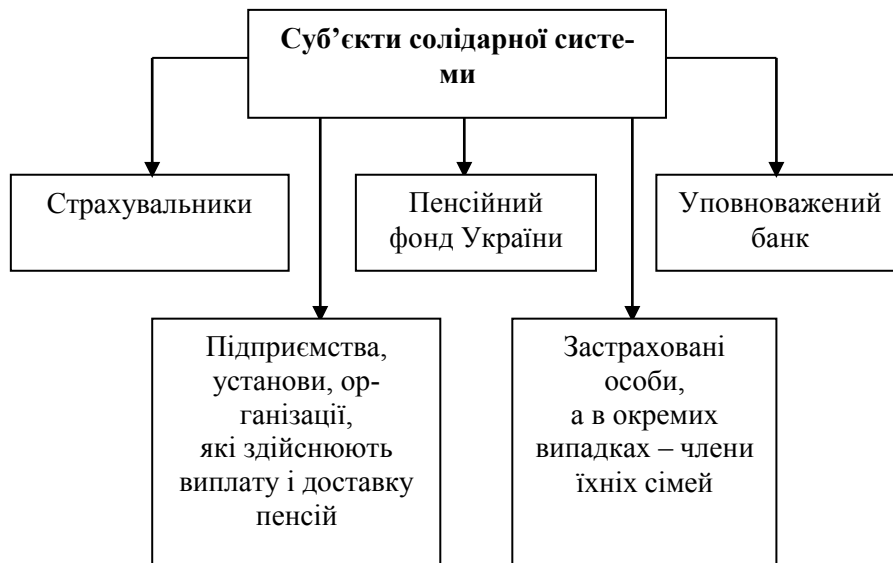 Суб’єкти солідарної систе-
ми
Страхувальники
Пенсійний
фонд України
Уповноважений
банк
Підприємства,
установи, ор-
ганізації,
які здійснюють
виплату і доставку
пенсій
Застраховані
особи,
а в окремих
випадках – члени
їхніх сімей